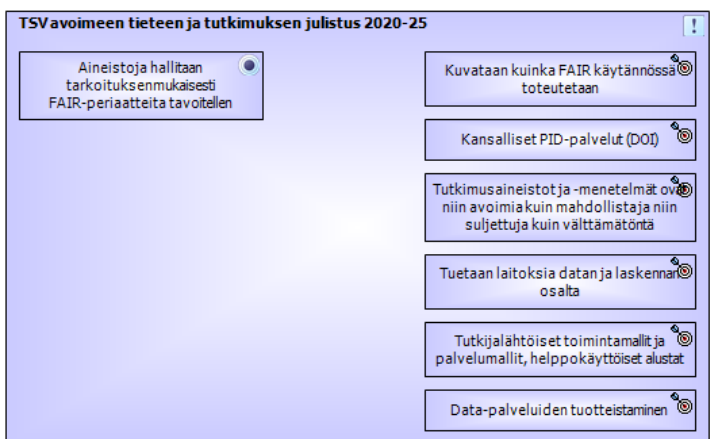 TSV avoimeen tieteen ja tutkimuksen julistus 2020-25
!
Aineistoja hallitaan
tarkoituksenmukaisesti
FAIR-periaatteita tavoitellen
Kuvataan kuinka FAIR käytännössä
toteutetaan
Kansalliset PID-palvelut (DOI)
Tutkimusaineistot ja -menetelmät ovat
niin avoimia kuin mahdollista ja niin
suljettuja kuin välttämätöntä
Tuetaan laitoksia datan ja laskennan
osalta
Tutkijalähtöiset toimintamallit ja
palvelumallit, helppokäyttöiset alustat
Data-palveluiden tuotteistaminen